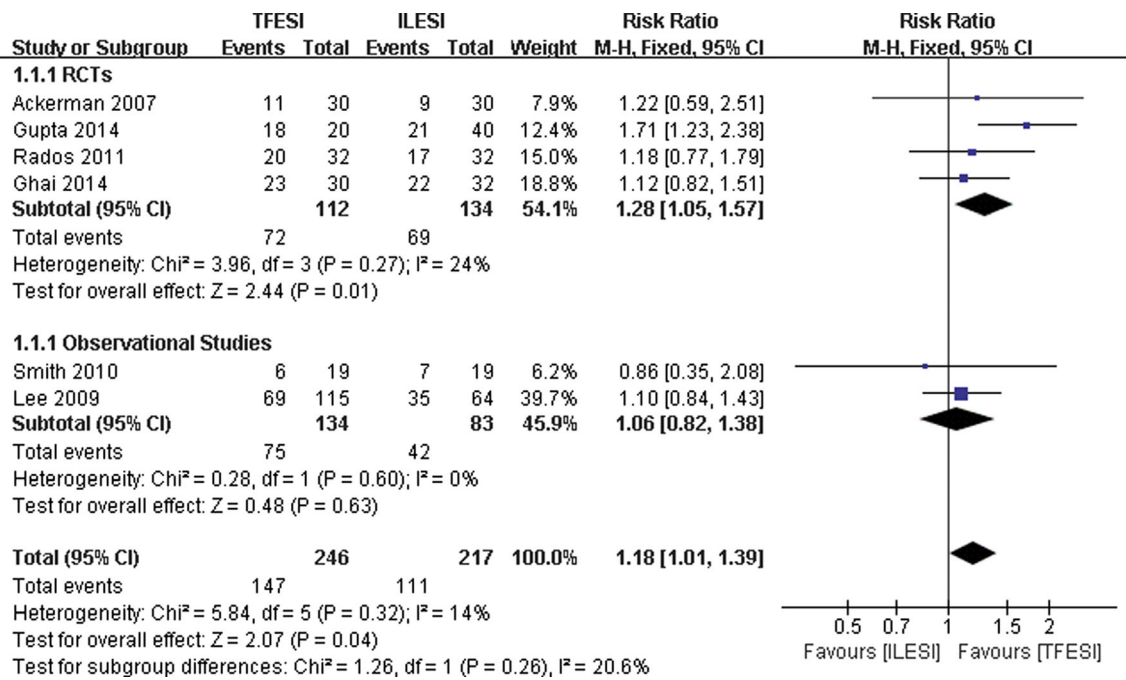 TFESI ILESI Risk Ratio Risk Ratio
Study or Subgroup Events Total Events Total Weight M-H, Fixed, 95% CI M-H, Fixed, 95% CI
1.1.1 RCTs
Ackerman 2007 11 30 9 30 7.9% 1.22 [0.59, 2.51]
Gupta 2014 18 20 21 40 12.4% 1.71 [1.23, 2.38]
Rados 2011 20 32 17 32 15.0% 1.18 [0.77, 1.79]
Ghai 2014 23 30 22 32 18.8% 1.12 [0.82, 1.51]
Subtotal (95% CI) 112 134 54.1% 1.28 [1.05, 1.57]
Total events 72 69
Heterogeneity: Chi² = 3.96, df = 3 (P = 0.27); I² = 24%
Test for overall effect: Z = 2.44 (P = 0.01)
1.1.1 Observational Studies
Smith 2010 6 19 7 19 6.2% 0.86 [0.35, 2.08]
Lee 2009 69 115 35 64 39.7% 1.10 [0.84, 1.43]
Subtotal (95% CI) 134 83 45.9% 1.06 [0.82, 1.38]
Total events 75 42
Heterogeneity: Chi² = 0.28, df = 1 (P = 0.60); I² = 0%
Test for overall effect: Z = 0.48 (P = 0.63)
Total (95% CI) 246 217 100.0% 1.18 [1.01, 1.39]
Total events 147 111
Heterogeneity: Chi² = 5.84, df = 5 (P = 0.32); I² = 14%
Test for overall effect: Z = 2.07 (P = 0.04)
Test for subgroup differences: Chi² = 1.26, df = 1 (P = 0.26), I² = 20.6%
0.5 0.7 1 1.5 2
Favours [ILESI] Favours [TFESI]